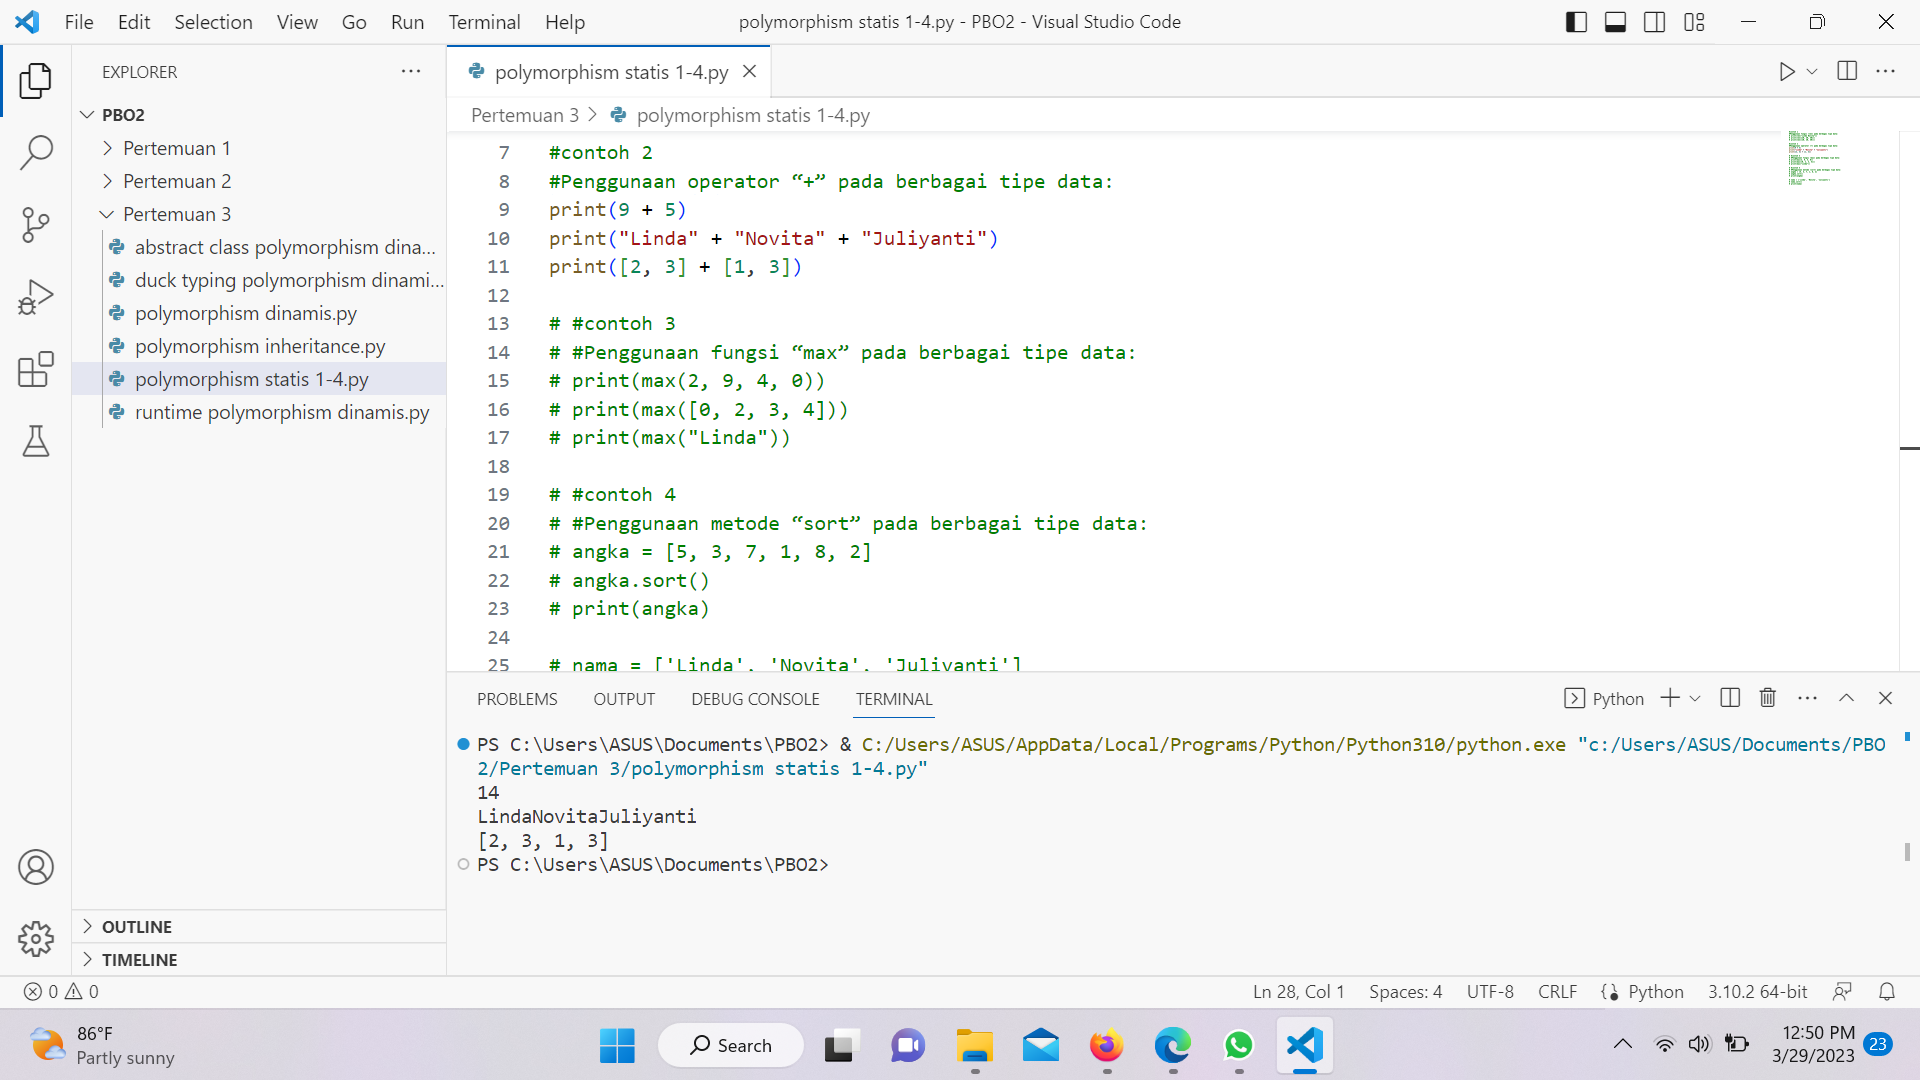 File Edit Selection View Go Run Terminal Help
polymorphism statis 1-4.py - PBO2 - Visual Studio Code
EXPLORER
PBO2
Pertemuan 1
Pertemuan 2
Pertemuan 3
abstract class polymorphism dina...
duck typing polymorphism dinami...
polymorphism dinamis.py
polymorphism inheritance.py
polymorphism statis 1-4.py
runtime polymorphism dinamis.py
OUTLINE
TIMELINE
polymorphism statis 1-4.py
Pertemuan 3 > polymorphism statis 1-4.py
7 #contoh 2
8 #Penggunaan operator “+” pada berbagai tipe data:
9 print(9 + 5)
10 print("Linda" + "Novita" + "Juliyanti")
11 print([2, 3] + [1, 3])
12
13 # #contoh 3
14 # #Penggunaan fungsi “max” pada berbagai tipe data:
15 # print(max(2, 9, 4, 0))
16 # print(max([0, 2, 3, 4]))
17 # print(max("Linda"))
18
19 # #contoh 4
20 # #Penggunaan metode “sort” pada berbagai tipe data:
21 # angka = [5, 3, 7, 1, 8, 2]
22 # angka.sort()
23 # print(angka)
24
25 # nama = ['Linda', 'Novita', 'Juliyanti']
PROBLEMS OUTPUT DEBUG CONSOLE TERMINAL
Python
PS C:\Users\ASUS\Documents\PBO2> & C:/Users/ASUS/AppData/Local/Programs/Python/Python310/python.exe "c:/Users/ASUS/Documents/PBO
2/Pertemuan 3/polymorphism statis 1-4.py"
14
LindaNovitaJuliyanti
[2, 3, 1, 3]
PS C:\Users\ASUS\Documents\PBO2>
0 0
Ln 28, Col 1 Spaces: 4 UTF-8 CRLF Python 3.10.2 64-bit
86°F
Partly sunny
Search
12:50 PM
3/29/2023
23